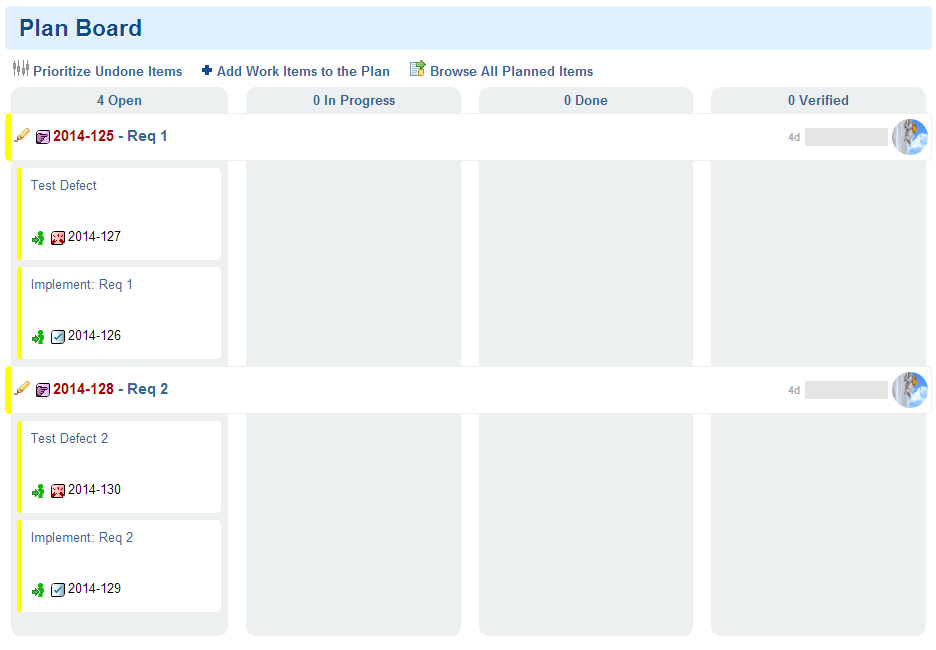 Plan Board
Prioritize Undone Items Add Work Items to the Plan Browse All Planned Items
4 Open 0 In Progress 0 Done 0 Verified
2014-125 - Req 1 4d
Test Defect
2014-127
Implement: Req 1
2014-126
2014-128 - Req 2 4d
Test Defect 2
2014-130
Implement: Req 2
2014-129